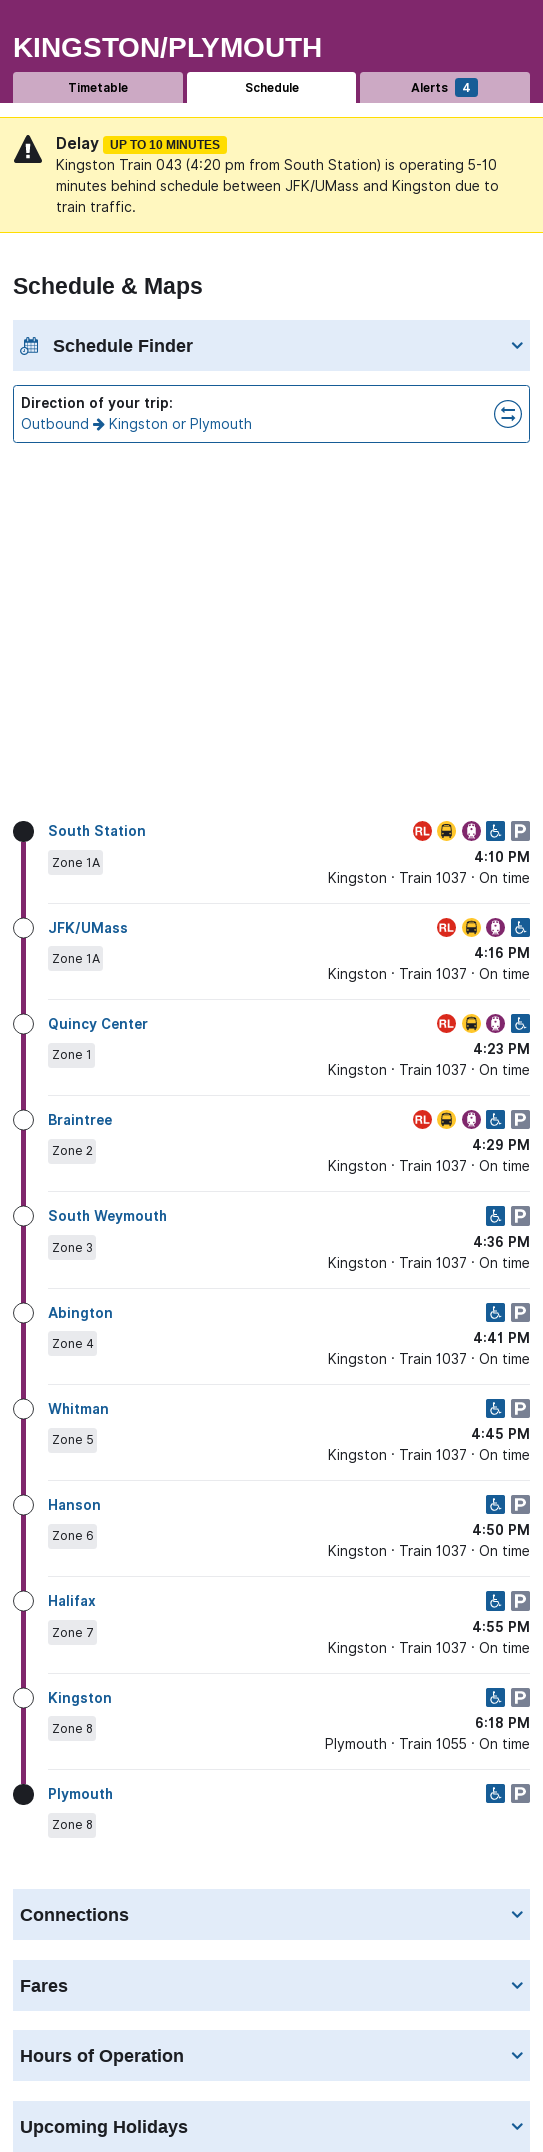 KINGSTON/PLYMOUTH
Timetable Schedule Alerts 4
Delay UP TO 10 MINUTES
Kingston Train 043 (4:20 pm from South Station) is operating 5-10
minutes behind schedule between JFK/UMass and Kingston due to
train traffic.
Schedule & Maps
Schedule Finder
Direction of your trip:
Outbound → Kingston or Plymouth
South Station RL P
Zone 1A 4:10 PM
Kingston · Train 1037 · On time
JFK/UMass RL
Zone 1A 4:16 PM
Kingston · Train 1037 · On time
Quincy Center RL
Zone 1 4:23 PM
Kingston · Train 1037 · On time
Braintree RL P
Zone 2 4:29 PM
Kingston · Train 1037 · On time
South Weymouth P
Zone 3 4:36 PM
Kingston · Train 1037 · On time
Abington P
Zone 4 4:41 PM
Kingston · Train 1037 · On time
Whitman P
Zone 5 4:45 PM
Kingston · Train 1037 · On time
Hanson P
Zone 6 4:50 PM
Kingston · Train 1037 · On time
Halifax P
Zone 7 4:55 PM
Kingston · Train 1037 · On time
Kingston P
Zone 8 6:18 PM
Plymouth · Train 1055 · On time
Plymouth P
Zone 8
Connections
Fares
Hours of Operation
Upcoming Holidays